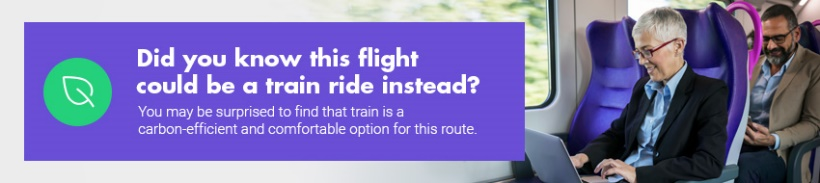 Did you know this flight
could be a train ride instead?
You may be surprised to find that train is a
carbon-efficient and comfortable option for this route.